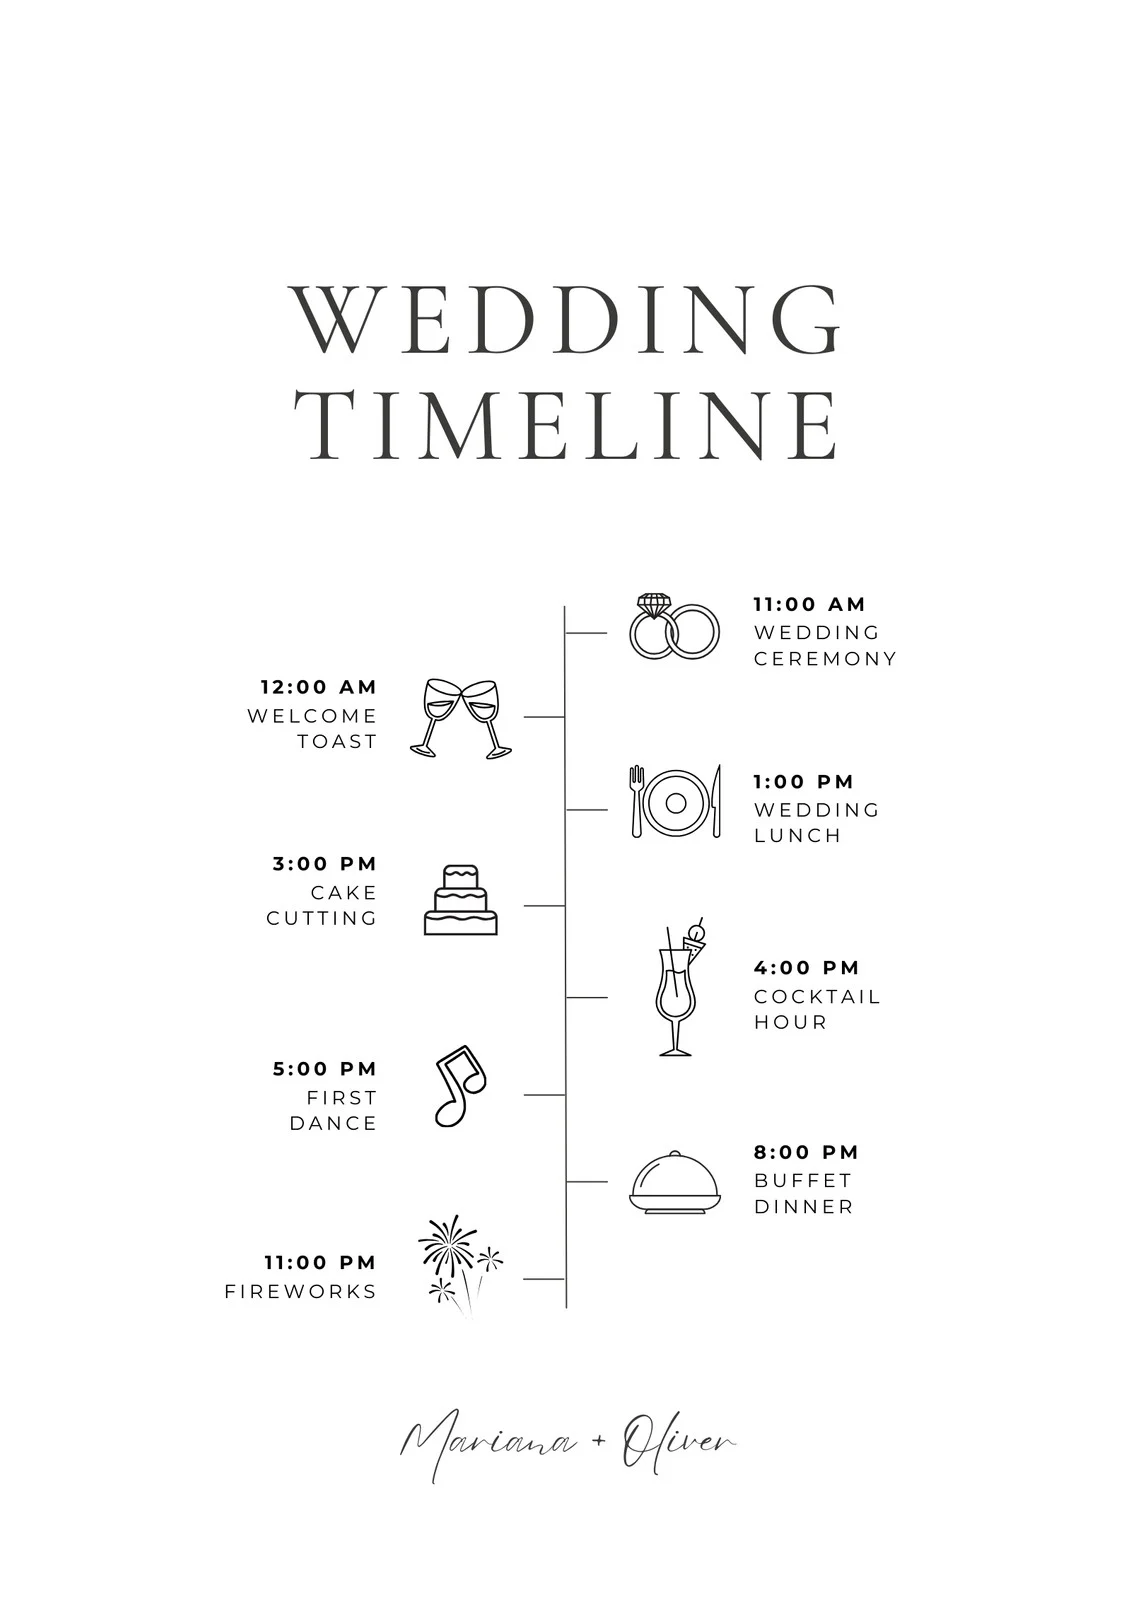 WEDDING
TIMELINE
11:00 AM
WEDDING
CEREMONY
12:00 AM
WELCOME
TOAST
1:00 PM
WEDDING
LUNCH
3:00 PM
CAKE
CUTTING
4:00 PM
COCKTAIL
HOUR
5:00 PM
FIRST
DANCE
8:00 PM
BUFFET
DINNER
11:00 PM
FIREWORKS
Mariana + Oliver